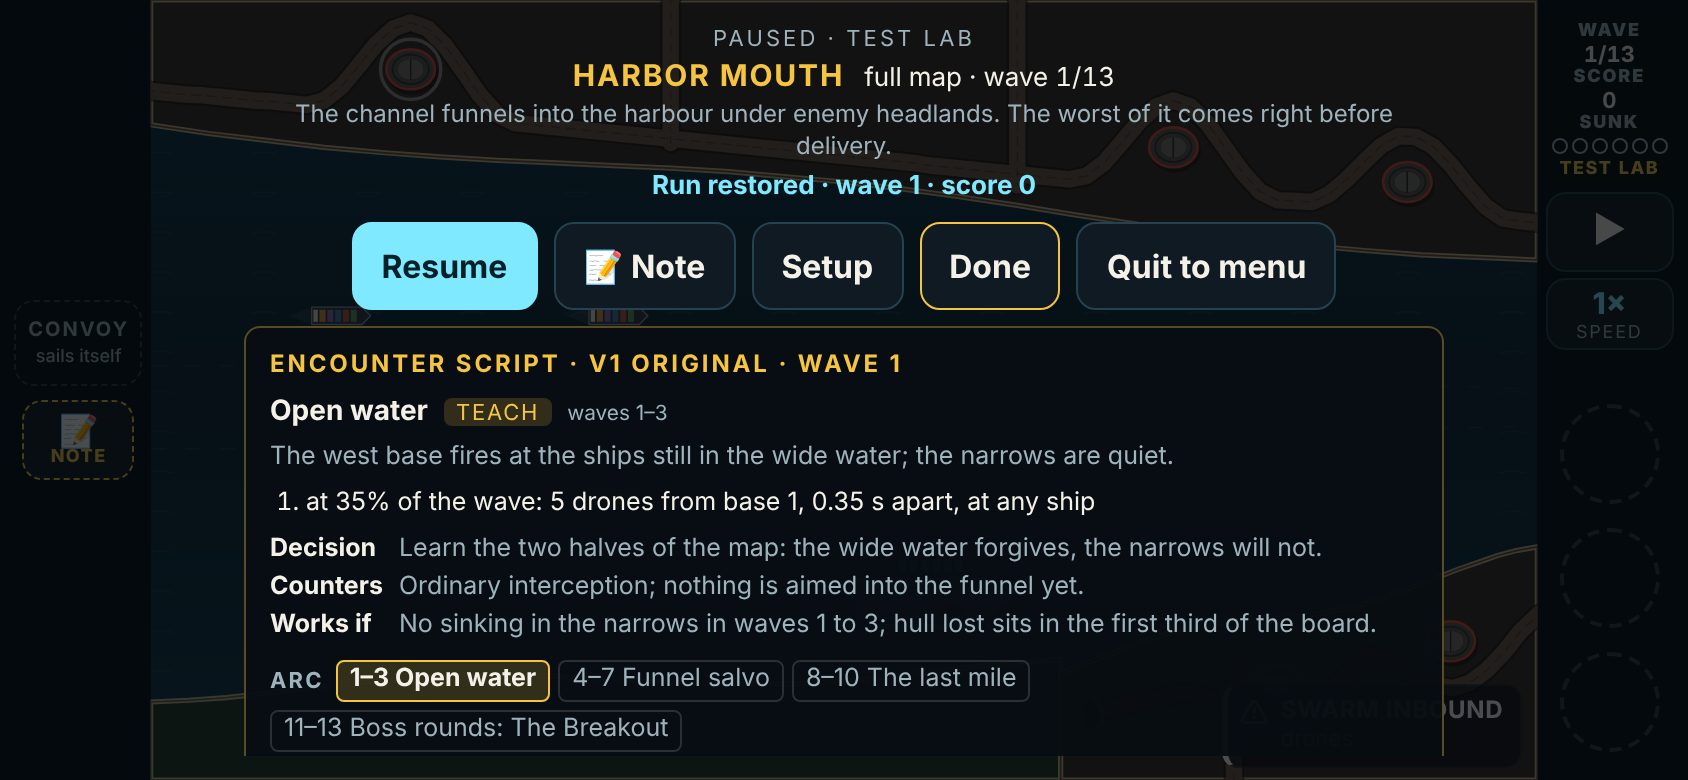 PAUSED · TEST LAB
HARBOR MOUTH full map · wave 1/13
The channel funnels into the harbour under enemy headlands. The worst of it comes right before
delivery.
Run restored · wave 1 · score 0
Resume
📝 Note
Setup
Done
Quit to menu
ENCOUNTER SCRIPT · V1 ORIGINAL · WAVE 1
Open water TEACH waves 1–3
The west base fires at the ships still in the wide water; the narrows are quiet.
1. at 35% of the wave: 5 drones from base 1, 0.35 s apart, at any ship
Decision Learn the two halves of the map: the wide water forgives, the narrows will not.
Counters Ordinary interception; nothing is aimed into the funnel yet.
Works if No sinking in the narrows in waves 1 to 3; hull lost sits in the first third of the board.
ARC 1–3 Open water 4–7 Funnel salvo 8–10 The last mile
11–13 Boss rounds: The Breakout
CONVOY
sails itself
NOTE
WAVE
1/13
SCORE
0
SUNK
TEST LAB
1×
SPEED
SWARM INBOUND
drones